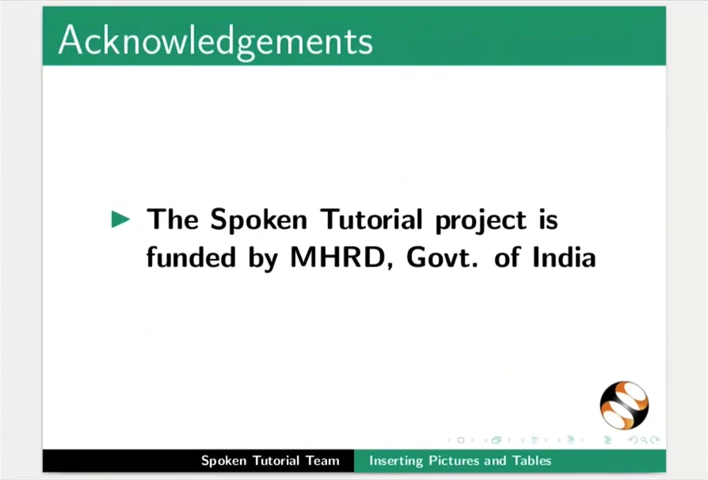 Acknowledgements
The Spoken Tutorial project is
funded by MHRD, Govt. of India
Spoken Tutorial Team Inserting Pictures and Tables